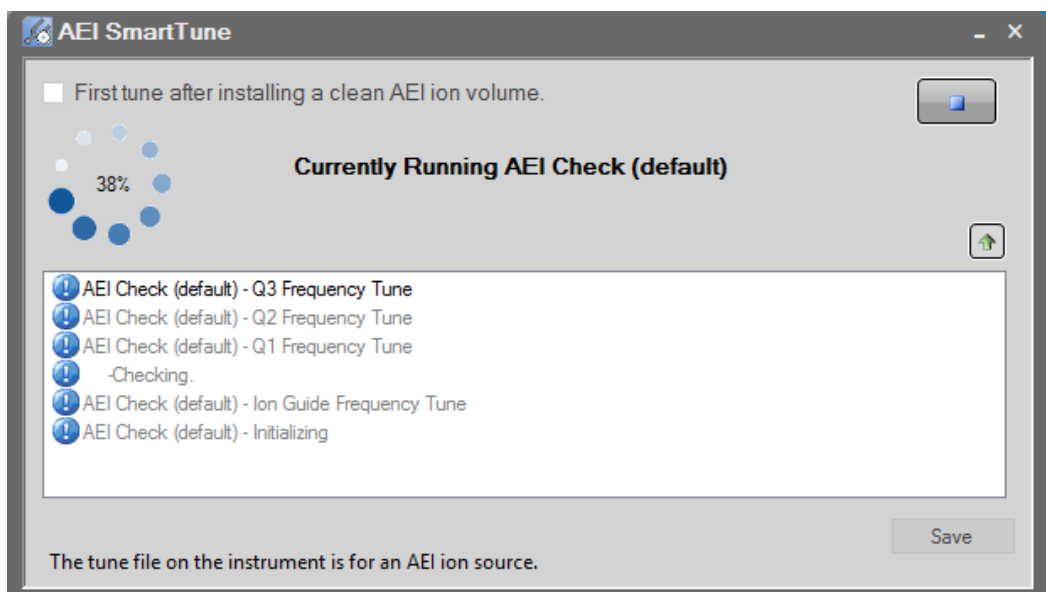 AEI SmartTune
First tune after installing a clean AEI ion volume.
38%
Currently Running AEI Check (default)
AEI Check (default) - Q3 Frequency Tune
AEI Check (default) - Q2 Frequency Tune
AEI Check (default) - Q1 Frequency Tune
-Checking.
AEI Check (default) - Ion Guide Frequency Tune
AEI Check (default) - Initializing
Save
The tune file on the instrument is for an AEI ion source.